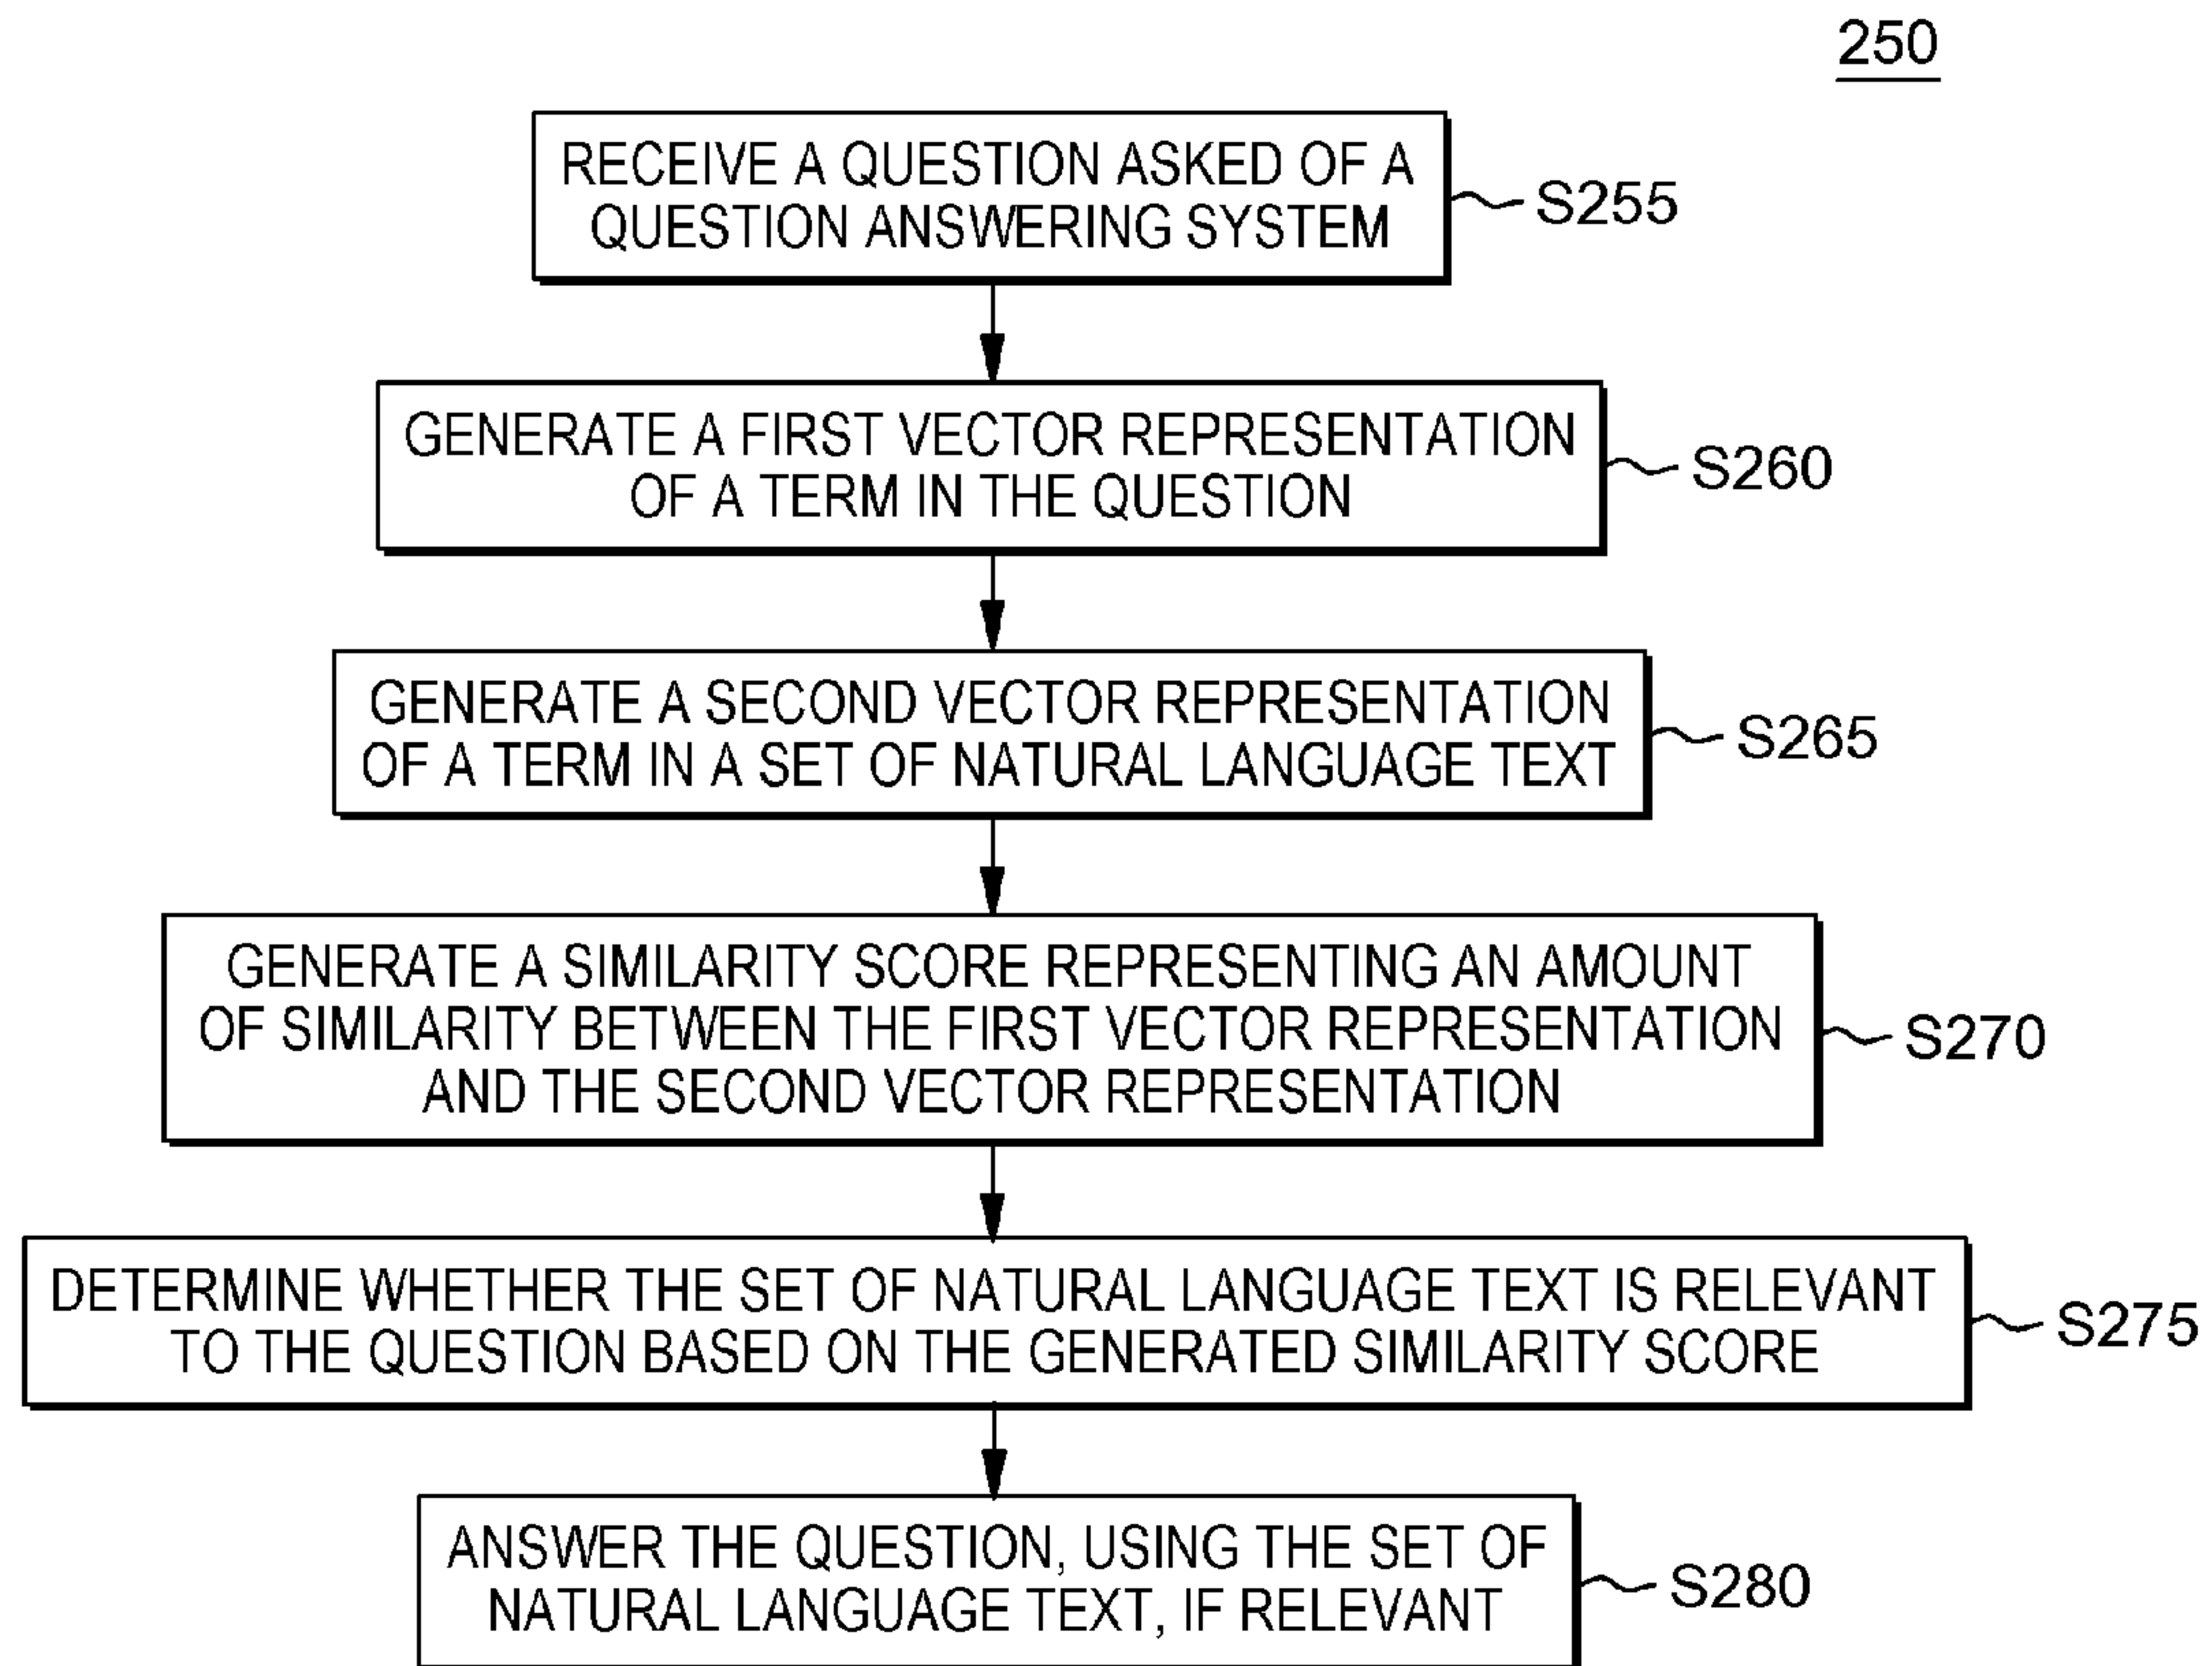 250
RECEIVE A QUESTION ASKED OF A
QUESTION ANSWERING SYSTEM
S255
GENERATE A FIRST VECTOR REPRESENTATION
OF A TERM IN THE QUESTION
S260
GENERATE A SECOND VECTOR REPRESENTATION
OF A TERM IN A SET OF NATURAL LANGUAGE TEXT
S265
GENERATE A SIMILARITY SCORE REPRESENTING AN AMOUNT
OF SIMILARITY BETWEEN THE FIRST VECTOR REPRESENTATION
AND THE SECOND VECTOR REPRESENTATION
S270
DETERMINE WHETHER THE SET OF NATURAL LANGUAGE TEXT IS RELEVANT
TO THE QUESTION BASED ON THE GENERATED SIMILARITY SCORE
S275
ANSWER THE QUESTION, USING THE SET OF
NATURAL LANGUAGE TEXT, IF RELEVANT
S280